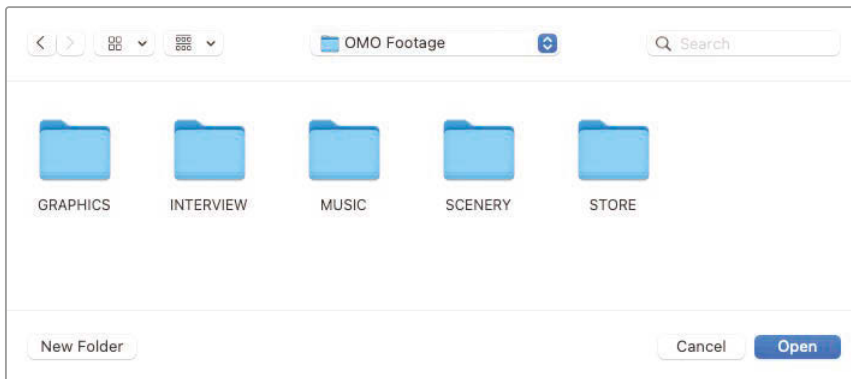 OMO Footage
Search
GRAPHICS INTERVIEW MUSIC SCENERY STORE
New Folder Cancel Open